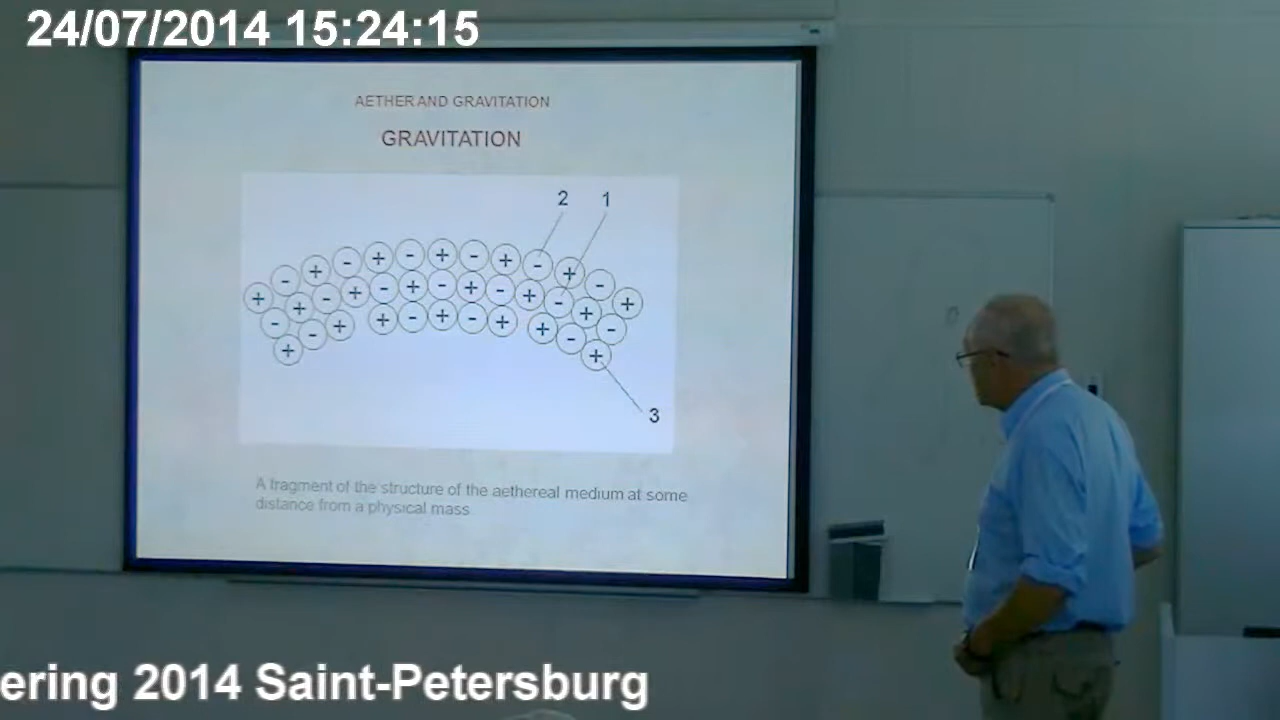 24/07/2014 15:24:15
AETHER AND GRAVITATION
GRAVITATION
2 1
- + - + - + - + - + -
+ - + - + - + - + - + - + - +
- + + - + - + + - -
+ - +
3
A fragment of the structure of the aethereal medium at some
distance from a physical mass
ering 2014 Saint-Petersburg